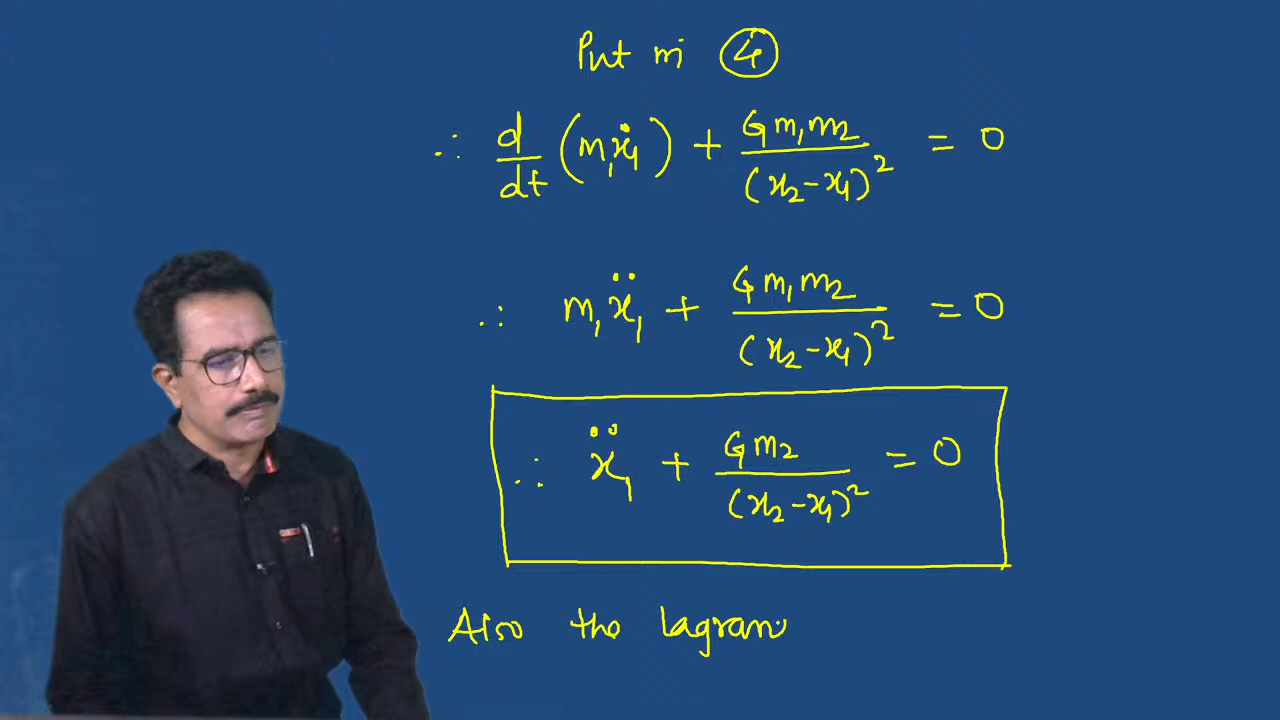 Put in ④
∴ d/dt (m₁ẋ₁) + Gm₁m₂/(x₂-x₁)² = 0
∴ m₁ẍ₁ + Gm₁m₂/(x₂-x₁)² = 0
∴ ẍ₁ + Gm₂/(x₂-x₁)² = 0
Also the lagran